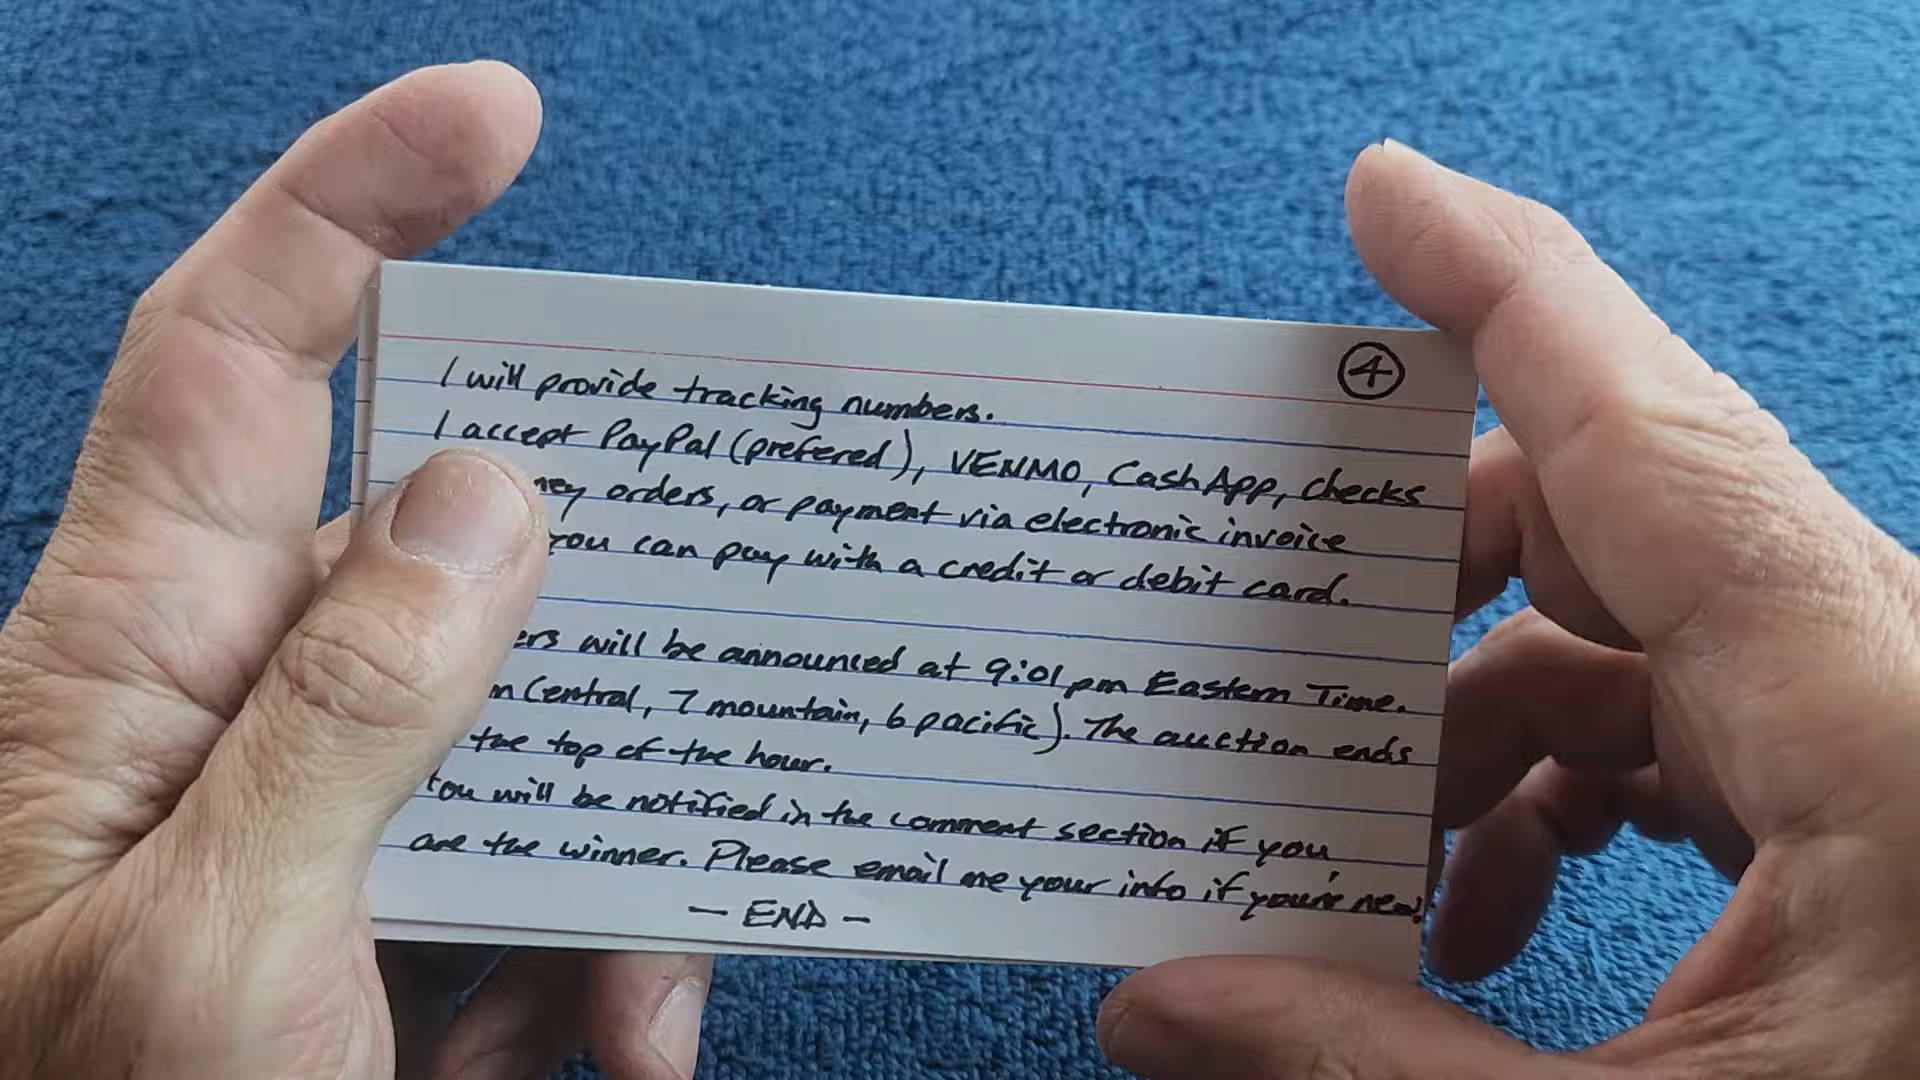 4
I will provide tracking numbers.
I accept PayPal (prefered), VENMO, CashApp, checks
ney orders, or payment via electronic invoice
you can pay with a credit or debit card.
ers will be announced at 9:01 pm Eastern Time.
m Central, 7 mountain, 6 pacific). The auction ends
the top of the hour.
You will be notified in the comment section if you
are the winner. Please email me your info if you're new!
— END —